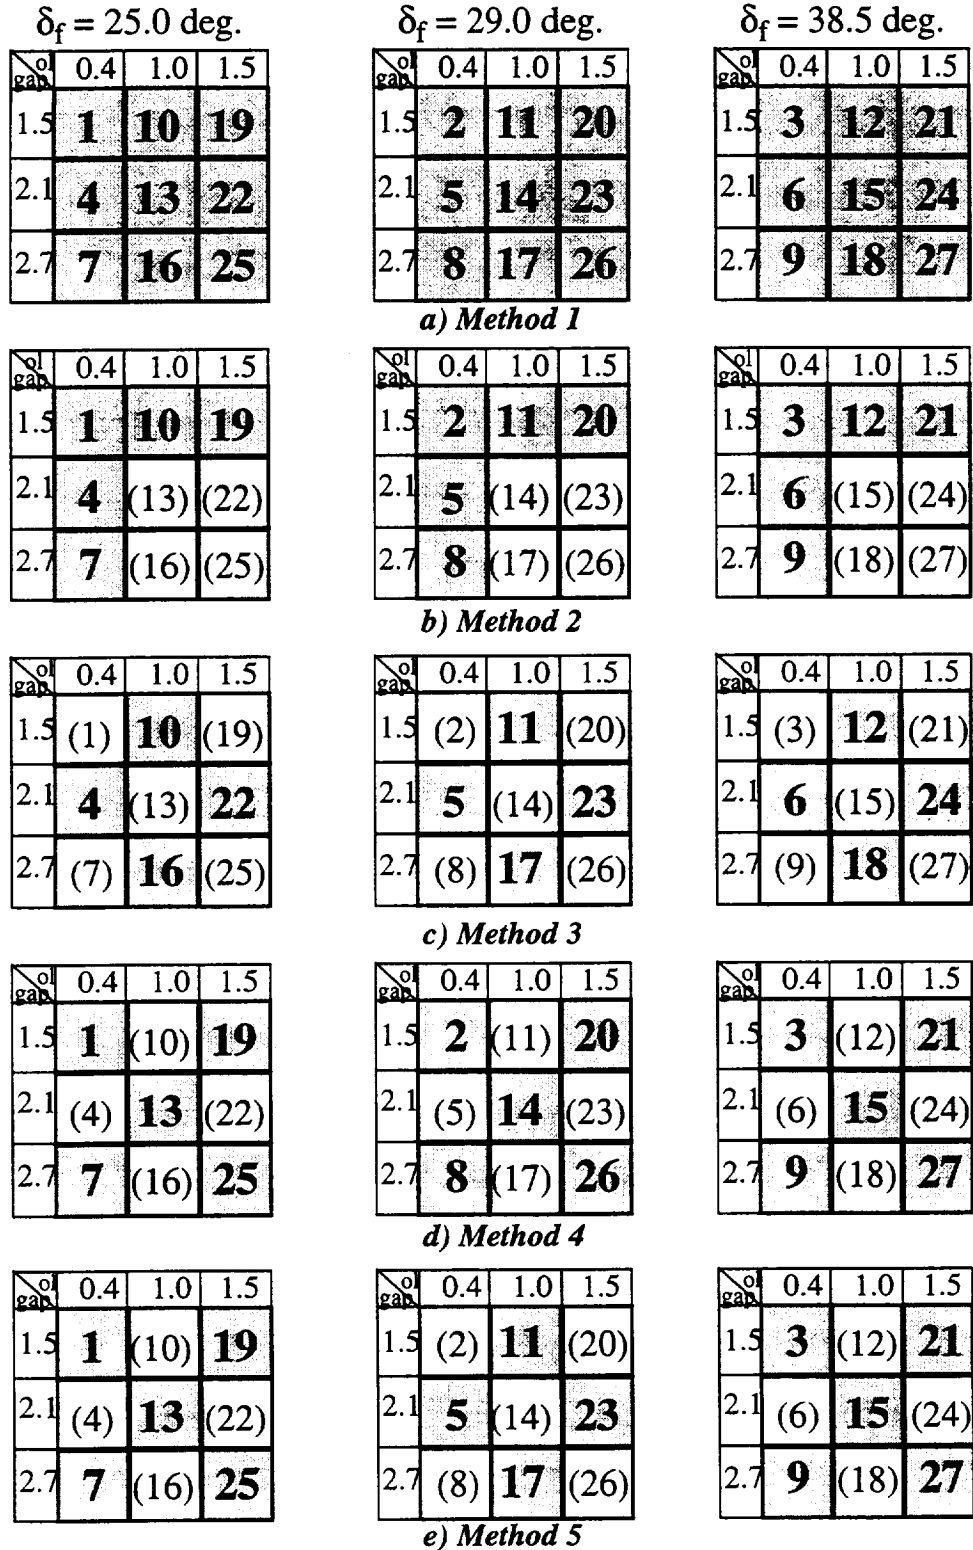 δf = 25.0 deg. δf = 29.0 deg. δf = 38.5 deg.
ol gap 0.4 1.0 1.5 ol gap 0.4 1.0 1.5 ol gap 0.4 1.0 1.5
1.5 1 10 19 1.5 2 11 20 1.5 3 12 21
2.1 4 13 22 2.1 5 14 23 2.1 6 15 24
2.7 7 16 25 2.7 8 17 26 2.7 9 18 27
a) Method 1
ol gap 0.4 1.0 1.5 ol gap 0.4 1.0 1.5 ol gap 0.4 1.0 1.5
1.5 1 10 19 1.5 2 11 20 1.5 3 12 21
2.1 4 (13) (22) 2.1 5 (14) (23) 2.1 6 (15) (24)
2.7 7 (16) (25) 2.7 8 (17) (26) 2.7 9 (18) (27)
b) Method 2
ol gap 0.4 1.0 1.5 ol gap 0.4 1.0 1.5 ol gap 0.4 1.0 1.5
1.5 (1) 10 (19) 1.5 (2) 11 (20) 1.5 (3) 12 (21)
2.1 4 (13) 22 2.1 5 (14) 23 2.1 6 (15) 24
2.7 (7) 16 (25) 2.7 (8) 17 (26) 2.7 (9) 18 (27)
c) Method 3
ol gap 0.4 1.0 1.5 ol gap 0.4 1.0 1.5 ol gap 0.4 1.0 1.5
1.5 1 (10) 19 1.5 2 (11) 20 1.5 3 (12) 21
2.1 (4) 13 (22) 2.1 (5) 14 (23) 2.1 (6) 15 (24)
2.7 7 (16) 25 2.7 8 (17) 26 2.7 9 (18) 27
d) Method 4
ol gap 0.4 1.0 1.5 ol gap 0.4 1.0 1.5 ol gap 0.4 1.0 1.5
1.5 1 (10) 19 1.5 (2) 11 (20) 1.5 3 (12) 21
2.1 (4) 13 (22) 2.1 5 (14) 23 2.1 (6) 15 (24)
2.7 7 (16) 25 2.7 (8) 17 (26) 2.7 9 (18) 27
e) Method 5